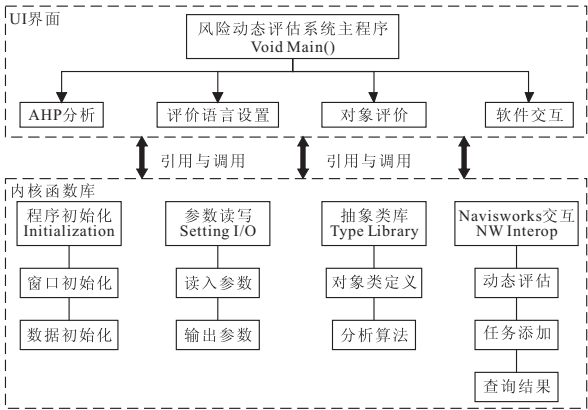 UI界面
风险动态评估系统主程序
Void Main()
AHP分析
评价语言设置
对象评价
软件交互
引用与调用
引用与调用
内核函数库
程序初始化
Initialization
参数读写
Setting I/O
抽象类库
Type Library
Navisworks交互
NW Interop
窗口初始化
读入参数
对象类定义
动态评估
数据初始化
输出参数
分析算法
任务添加
查询结果